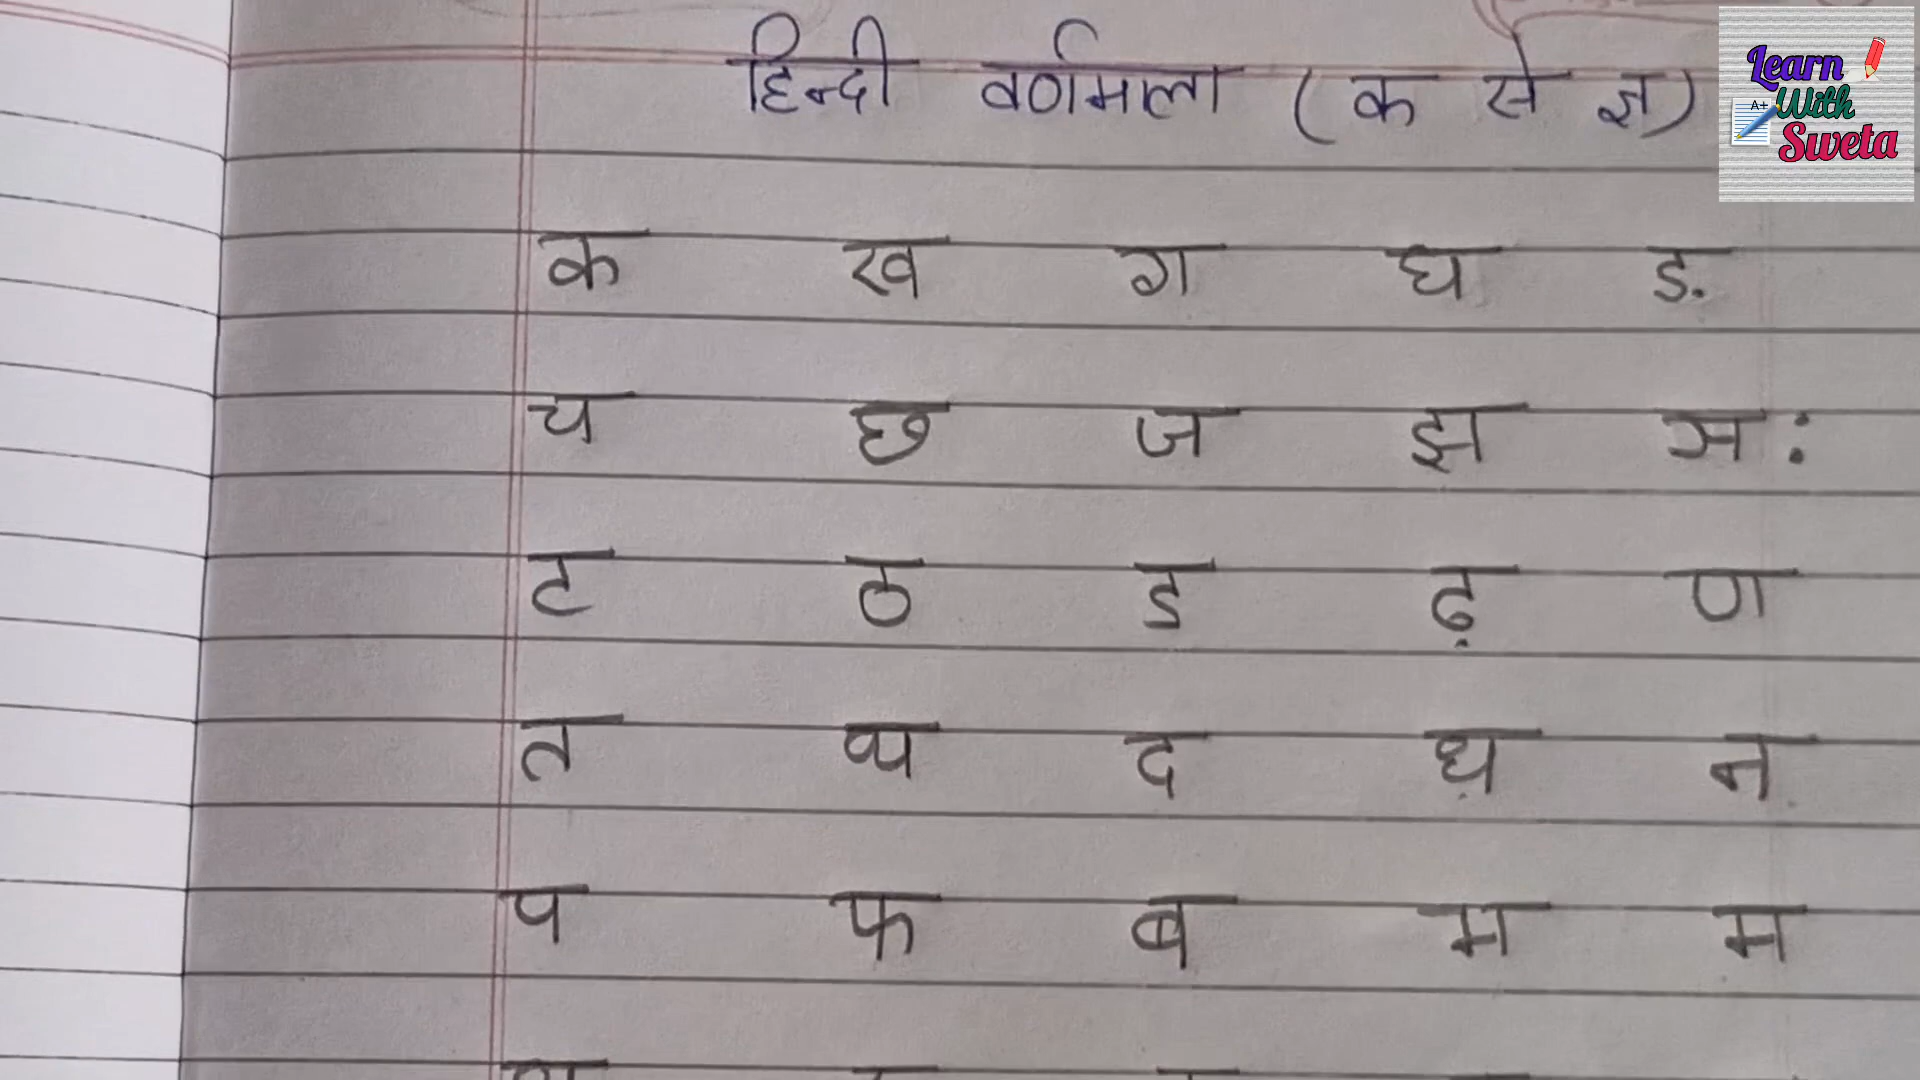 हिन्दी वर्णमाला (क से ज्ञ)
Learn
A+ With
Sweta
क ख ग घ ङ
च छ ज झ ञ :
ट ठ ड ढ़ ण
त थ द ध न
प फ ब भ म